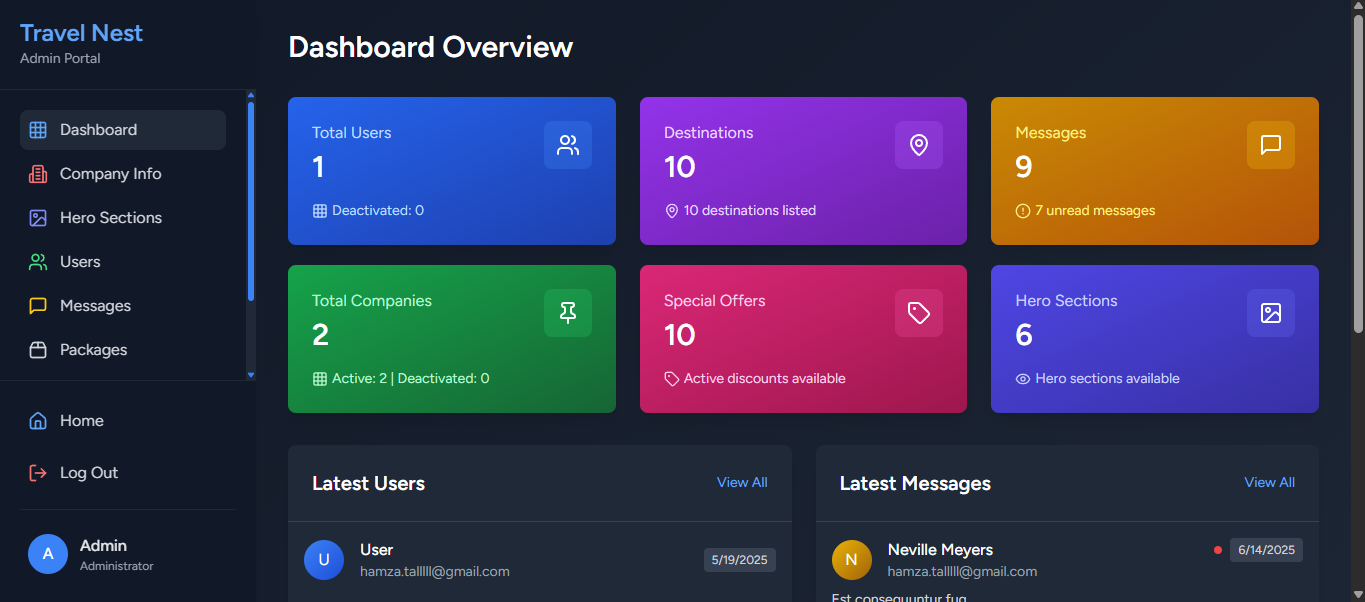 Travel Nest
Admin Portal
Dashboard
Company Info
Hero Sections
Users
Messages
Packages
Home
Log Out
A
Admin
Administrator
Dashboard Overview
Total Users
1
Deactivated: 0
Destinations
10
10 destinations listed
Messages
9
7 unread messages
Total Companies
2
Active: 2 | Deactivated: 0
Special Offers
10
Active discounts available
Hero Sections
6
Hero sections available
Latest Users
View All
U
User
hamza.talllll@gmail.com
5/19/2025
Latest Messages
View All
N
Neville Meyers
hamza.talllll@gmail.com
6/14/2025
Est consequuntur fug